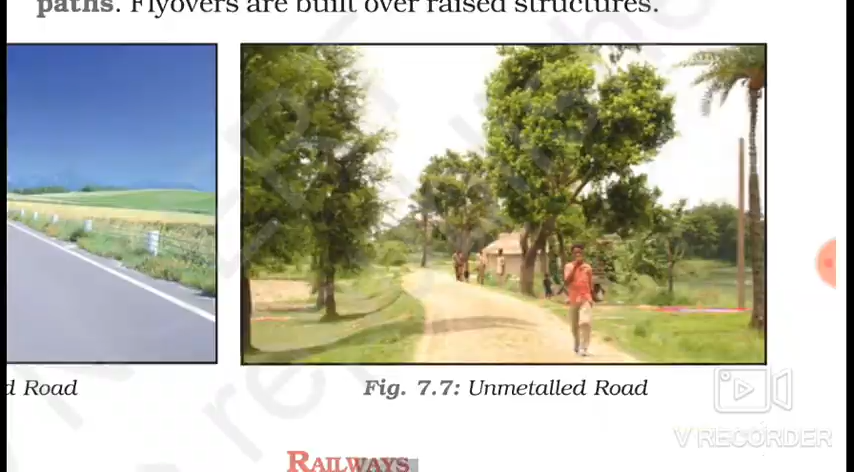 paths. Flyovers are built over raised structures.
d Road
Fig. 7.7: Unmetalled Road
V RECORDER
RAILWAYS